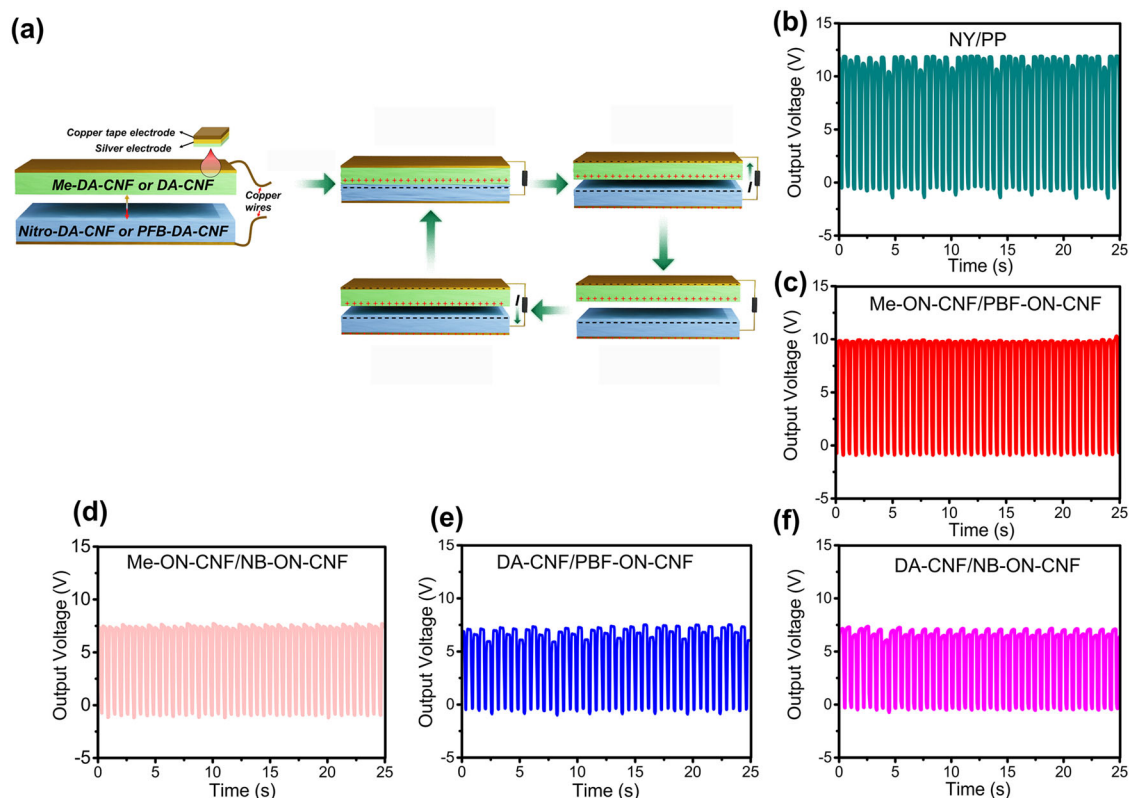 (a)
Copper tape electrode
Silver electrode
Me-DA-CNF or DA-CNF
Copper
wires
Nitro-DA-CNF or PFB-DA-CNF
I
I
(b)
NY/PP
15
10
5
0
-5
Output Voltage (V)
0 5 10 15 20 25
Time (s)
(c)
Me-ON-CNF/PBF-ON-CNF
15
10
5
0
-5
Output Voltage (V)
0 5 10 15 20 25
Time (s)
(d)
Me-ON-CNF/NB-ON-CNF
15
10
5
0
-5
Output Voltage (V)
0 5 10 15 20 25
Time (s)
(e)
DA-CNF/PBF-ON-CNF
15
10
5
0
-5
Output Voltage (V)
0 5 10 15 20 25
Time (s)
(f)
DA-CNF/NB-ON-CNF
15
10
5
0
-5
Output Voltage (V)
0 5 10 15 20 25
Time (s)